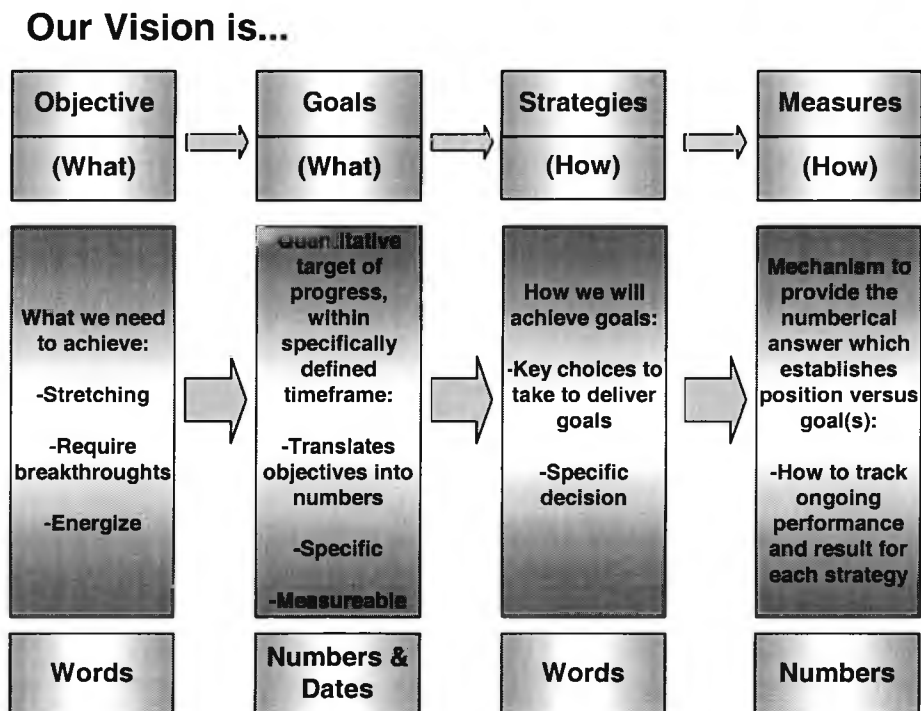 Our Vision is...
Objective
(What)
Goals
(What)
Strategies
(How)
Measures
(How)
What we need
to achieve:
-Stretching
-Require
breakthroughts
-Energize
Quantitative
target of
progress,
within
specifically
defined
timeframe:
-Translates
objectives into
numbers
-Specific
-Measureable
How we will
achieve goals:
-Key choices to
take to deliver
goals
-Specific
decision
Mechanism to
provide the
numberical
answer which
establishes
position versus
goal(s):
-How to track
ongoing
performance
and result for
each strategy
Words
Numbers &
Dates
Words
Numbers